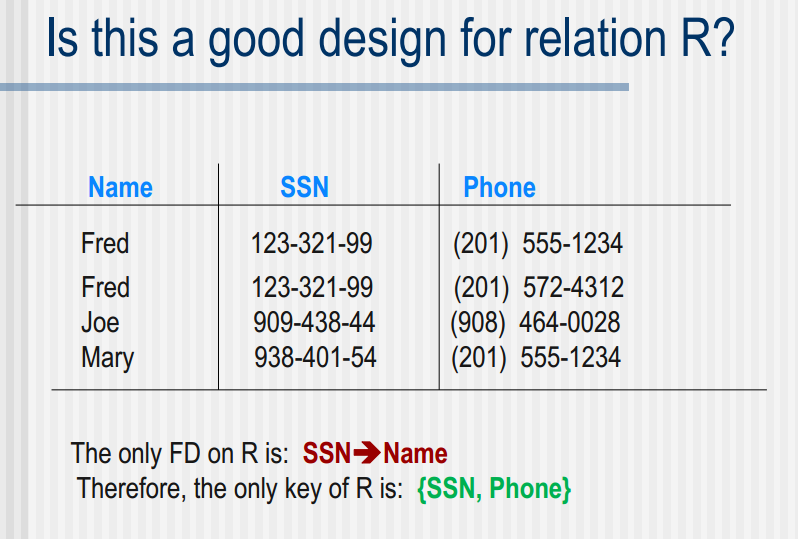 Is this a good design for relation R?
Name SSN Phone
Fred 123-321-99 (201) 555-1234
Fred 123-321-99 (201) 572-4312
Joe 909-438-44 (908) 464-0028
Mary 938-401-54 (201) 555-1234
The only FD on R is: SSN➔Name
Therefore, the only key of R is: {SSN, Phone}